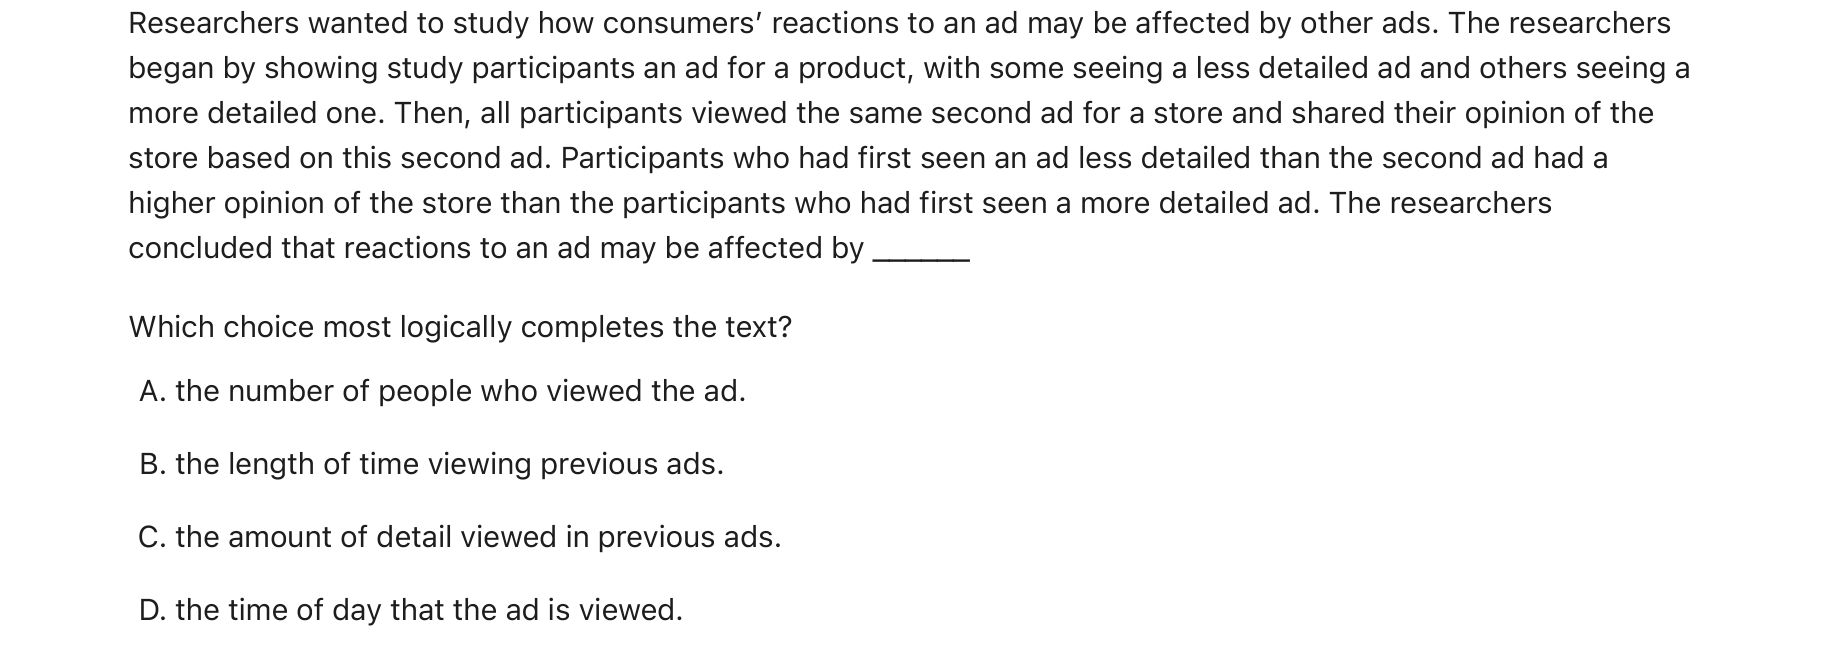 Researchers wanted to study how consumers’ reactions to an ad may be affected by other ads. The researchers
began by showing study participants an ad for a product, with some seeing a less detailed ad and others seeing a
more detailed one. Then, all participants viewed the same second ad for a store and shared their opinion of the
store based on this second ad. Participants who had first seen an ad less detailed than the second ad had a
higher opinion of the store than the participants who had first seen a more detailed ad. The researchers
concluded that reactions to an ad may be affected by ______
Which choice most logically completes the text?
A. the number of people who viewed the ad.
B. the length of time viewing previous ads.
C. the amount of detail viewed in previous ads.
D. the time of day that the ad is viewed.